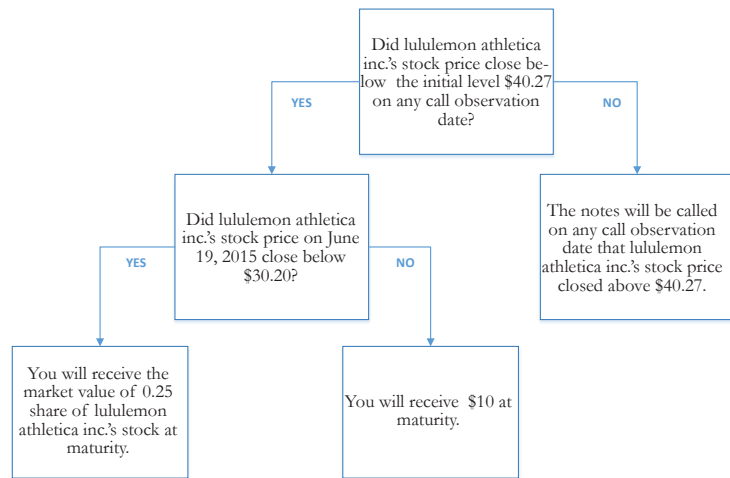 Did lululemon athletica
inc.'s stock price close be-
low the initial level $40.27
on any call observation
date?
YES
NO
Did lululemon athletica
inc.'s stock price on June
19, 2015 close below
$30.20?
The notes will be called
on any call observation
date that lululemon
athletica inc.'s stock price
closed above $40.27.
YES
NO
You will receive the
market value of 0.25
share of lululemon
athletica inc.'s stock at
maturity.
You will receive $10 at
maturity.